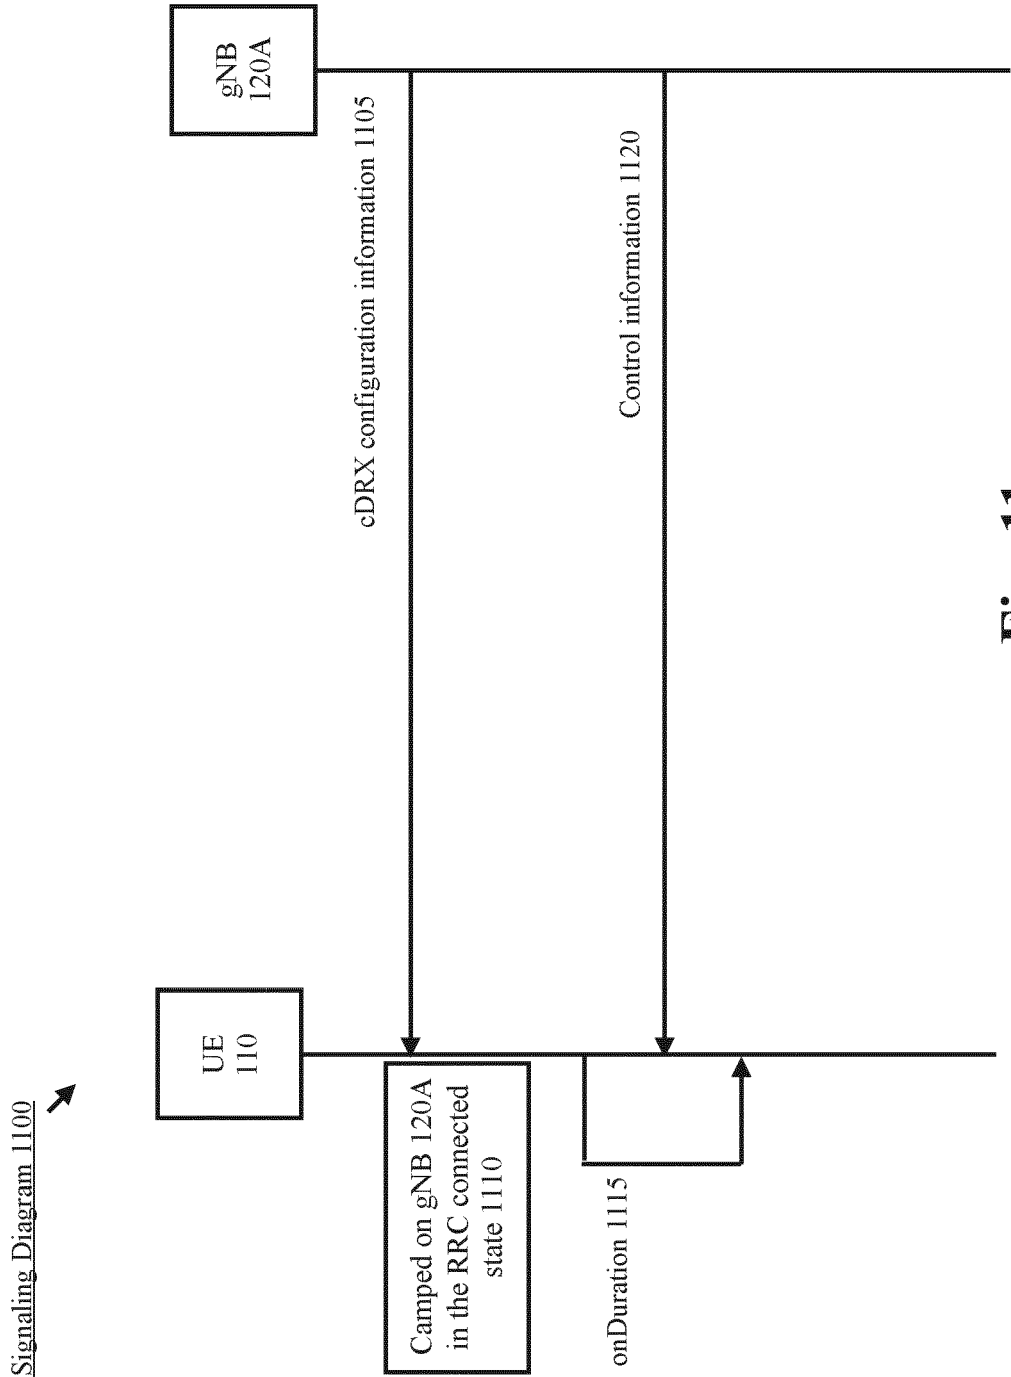 Signaling Diagram 1100
UE
110
gNB
120A
cDRX configuration information 1105
Camped on gNB 120A
in the RRC connected
state 1110
onDuration 1115
Control information 1120